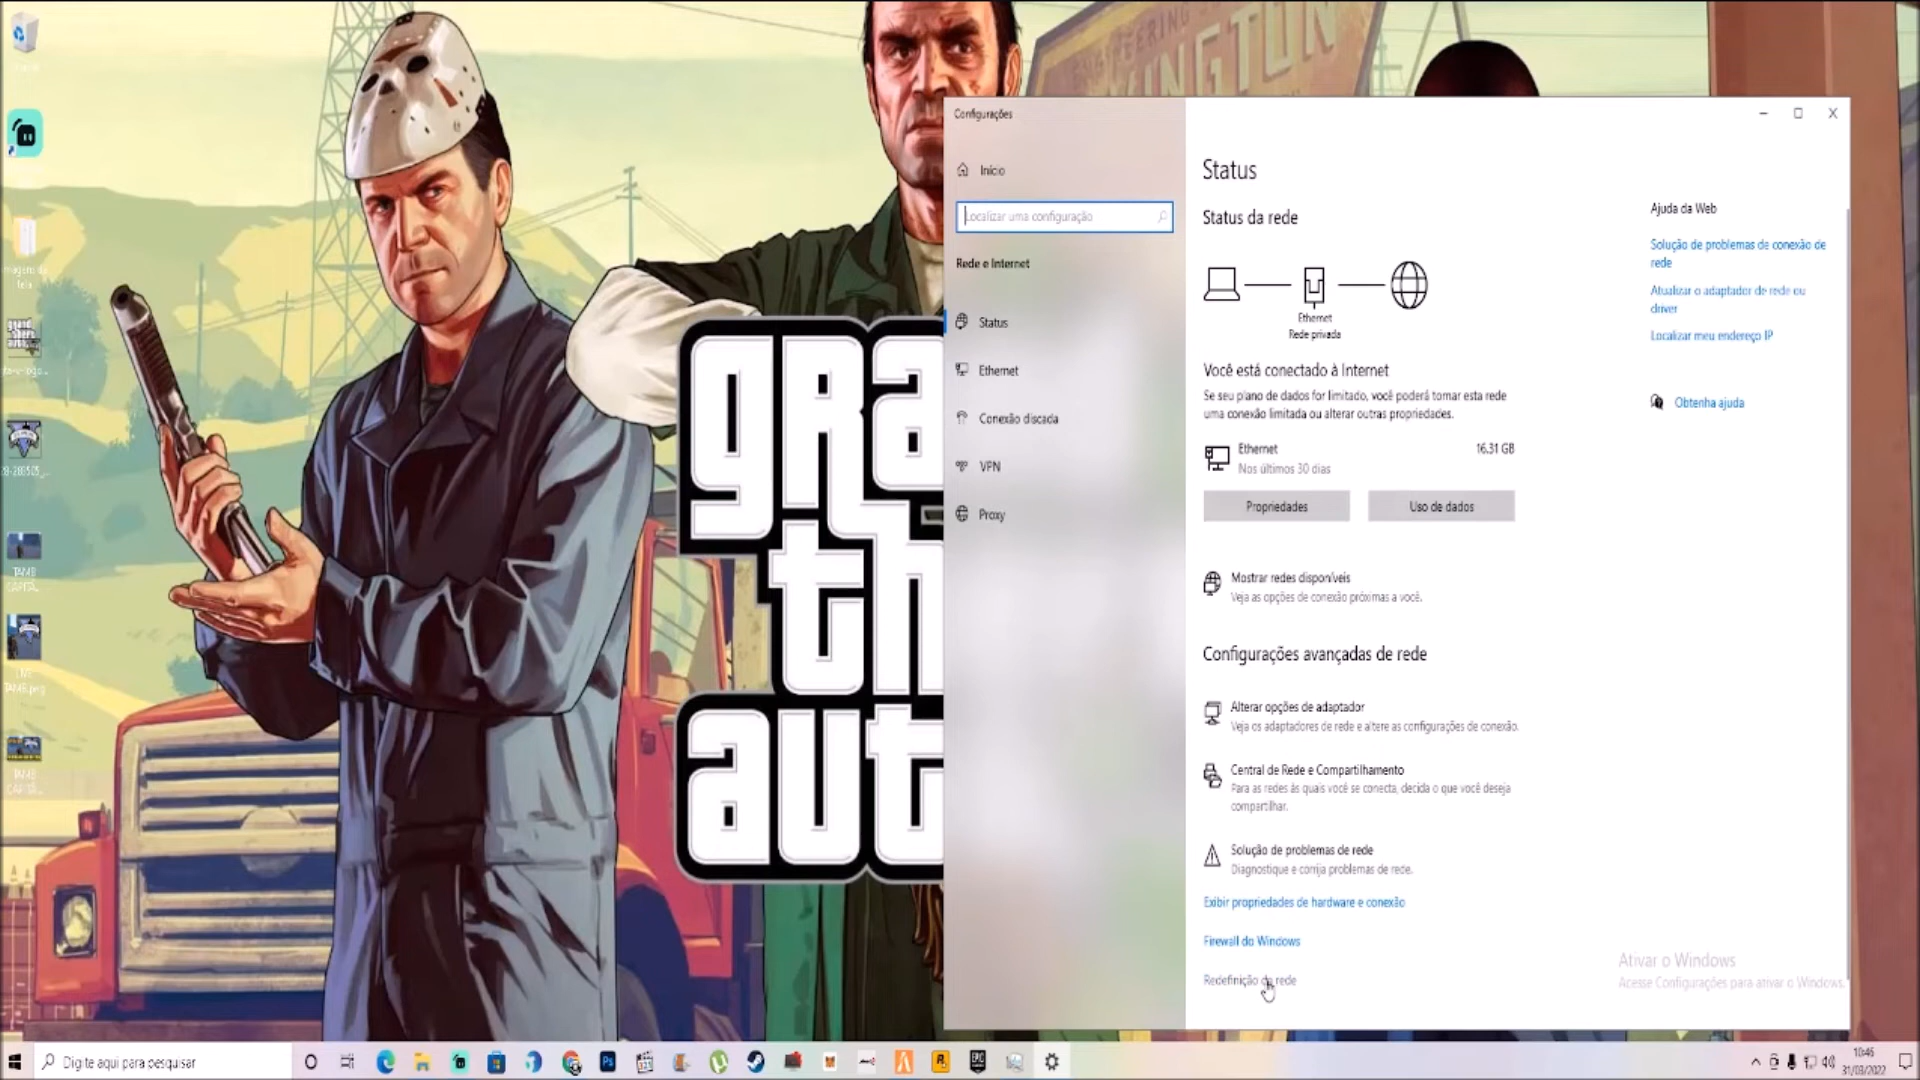 Configurações
Início
Localizar uma configuração
Rede e Internet
Status
Ethernet
Conexão discada
VPN
Proxy
Status
Status da rede
Ethernet
Rede privada
Você está conectado à Internet
Se seu plano de dados for limitado, você poderá tornar esta rede
uma conexão limitada ou alterar outras propriedades.
Ethernet
16.31 GB
Nos últimos 30 dias
Propriedades
Uso de dados
Mostrar redes disponíveis
Veja as opções de conexão próximas a você.
Configurações avançadas de rede
Alterar opções de adaptador
Veja os adaptadores de rede e altere as configurações de conexão.
Central de Rede e Compartilhamento
Para as redes às quais você se conecta, decida o que você deseja
compartilhar.
Solução de problemas de rede
Diagnostique e corrija problemas de rede.
Exibir propriedades de hardware e conexão
Firewall do Windows
Redefinição de rede
Ajuda da Web
Solução de problemas de conexão de
rede
Atualizar o adaptador de rede ou
driver
Localizar meu endereço IP
Obtenha ajuda
Ativar o Windows
Acesse Configurações para ativar o Windows.
gra
th
aut
Digite aqui para pesquisar
10:46
31/03/2022